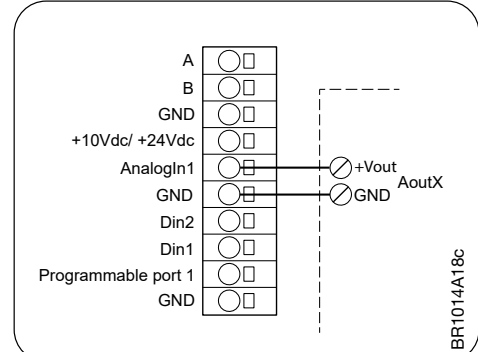 A
B
GND
+10Vdc/ +24Vdc
AnalogIn1
GND
Din2
Din1
Programmable port 1
GND
+Vout
GND
AoutX
BR1014A18c